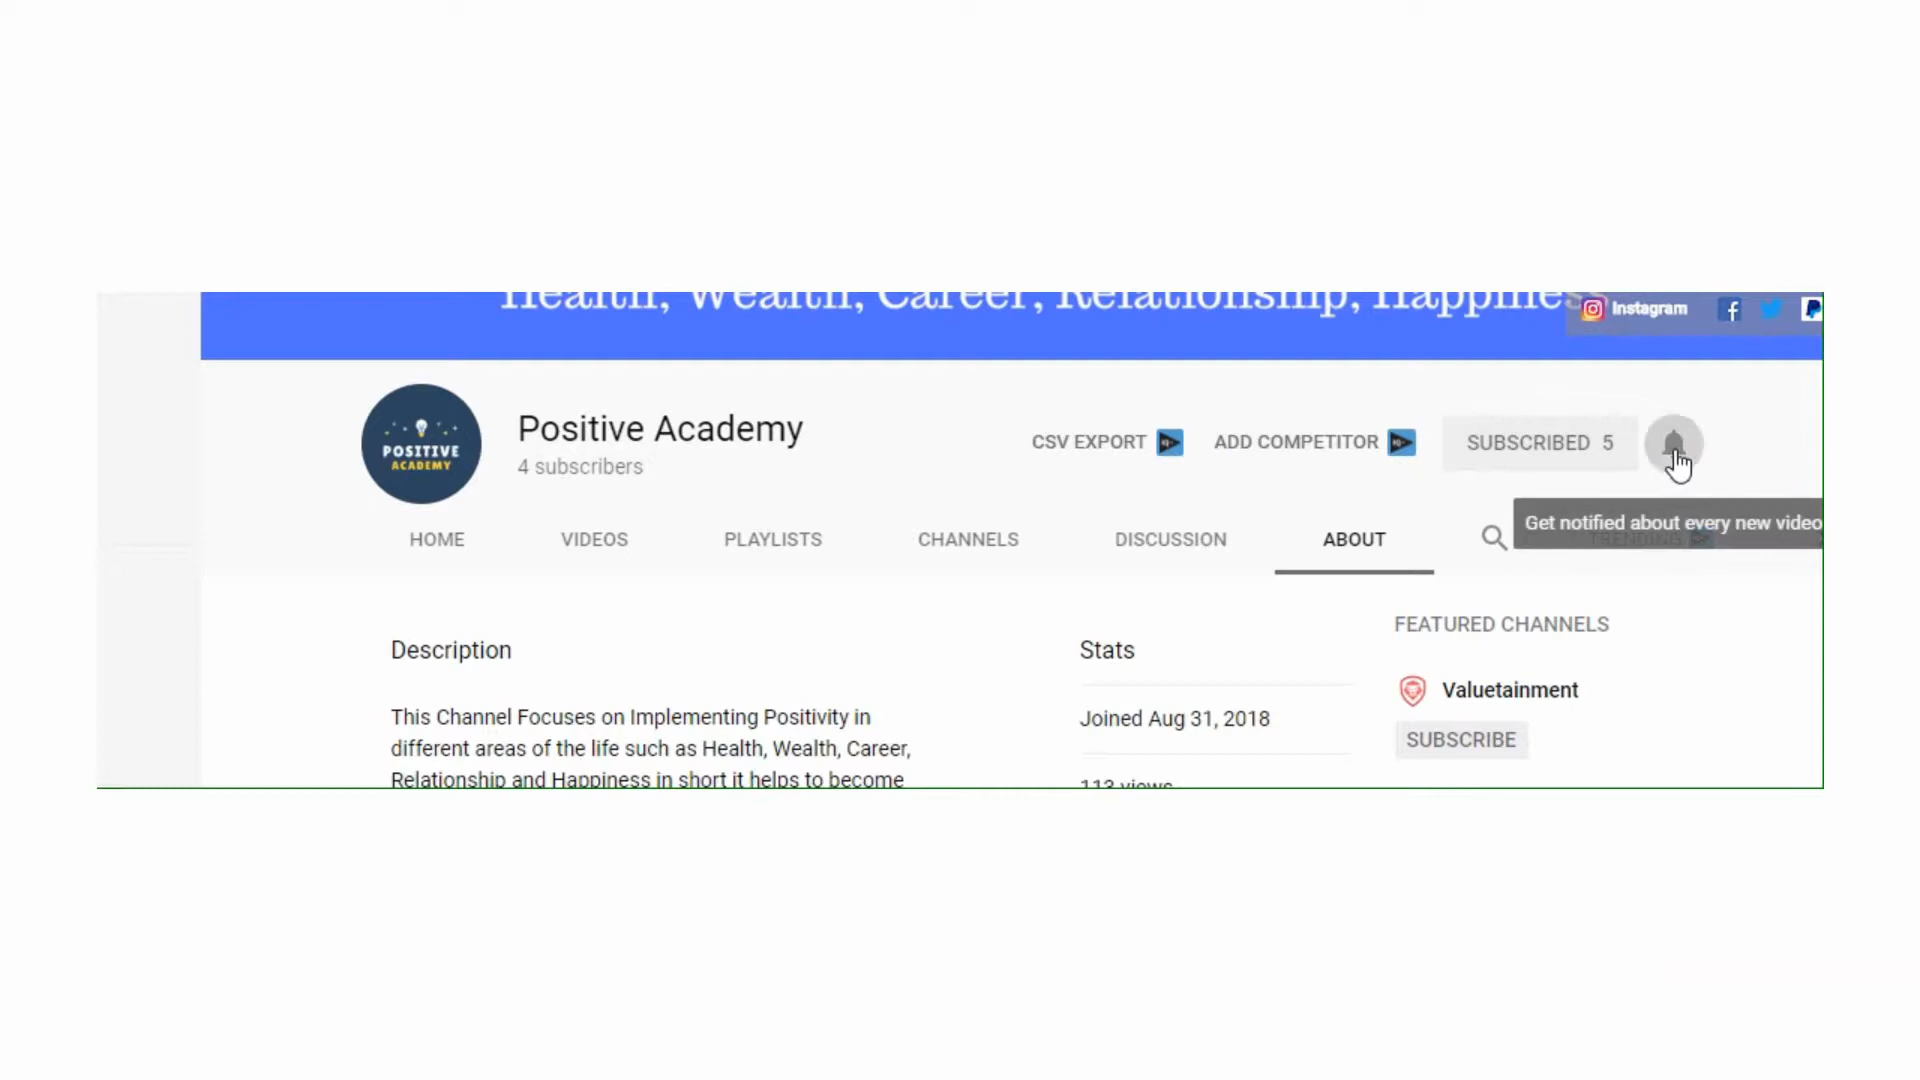 Health, Wealth, Career, Relationship, Happiness
Instagram
POSITIVE
ACADEMY
Positive Academy
4 subscribers
CSV EXPORT
ADD COMPETITOR
SUBSCRIBED 5
Get notified about every new video
HOME
VIDEOS
PLAYLISTS
CHANNELS
DISCUSSION
ABOUT
TRENDING
FEATURED CHANNELS
Valuetainment
SUBSCRIBE
Description
This Channel Focuses on Implementing Positivity in
different areas of the life such as Health, Wealth, Career,
Relationship and Happiness in short it helps to become
Stats
Joined Aug 31, 2018
113 views